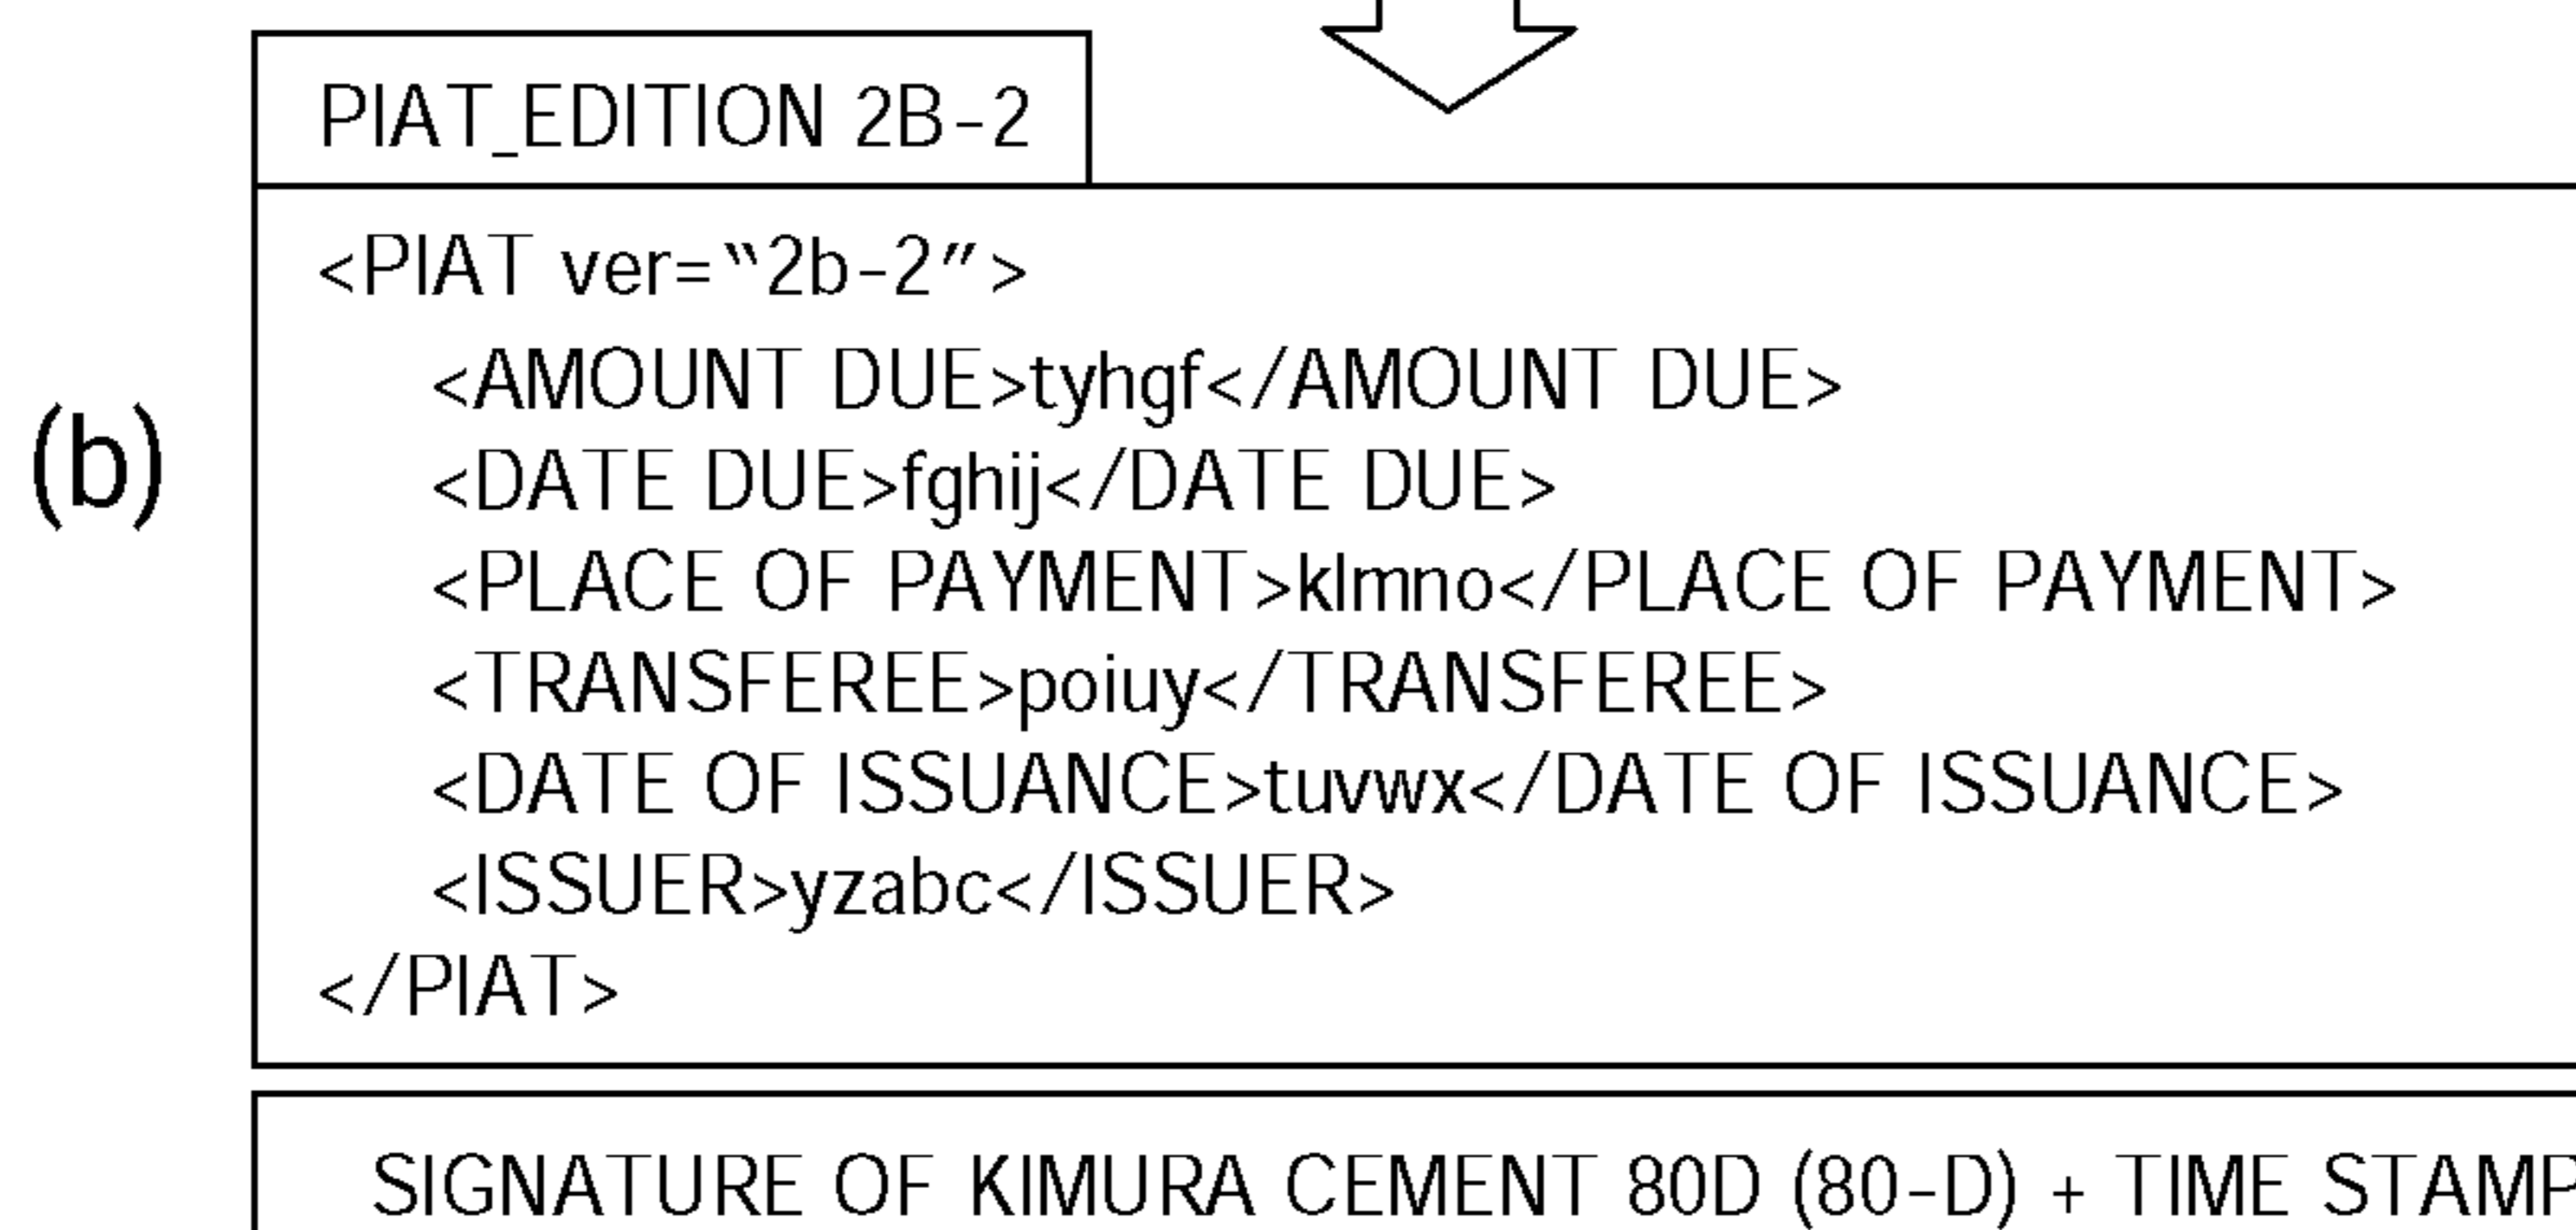 PIAT_EDITION 2B-2
<PIAT ver=‟2b-2″>
<AMOUNT DUE>tyhgf</AMOUNT DUE>
(b)
<DATE DUE>fghij</DATE DUE>
<PLACE OF PAYMENT>klmno</PLACE OF PAYMENT>
<TRANSFEREE>poiuy</TRANSFEREE>
<DATE OF ISSUANCE>tuvwx</DATE OF ISSUANCE>
<ISSUER>yzabc</ISSUER>
</PIAT>
SIGNATURE OF KIMURA CEMENT 80D (80-D) + TIME STAMP